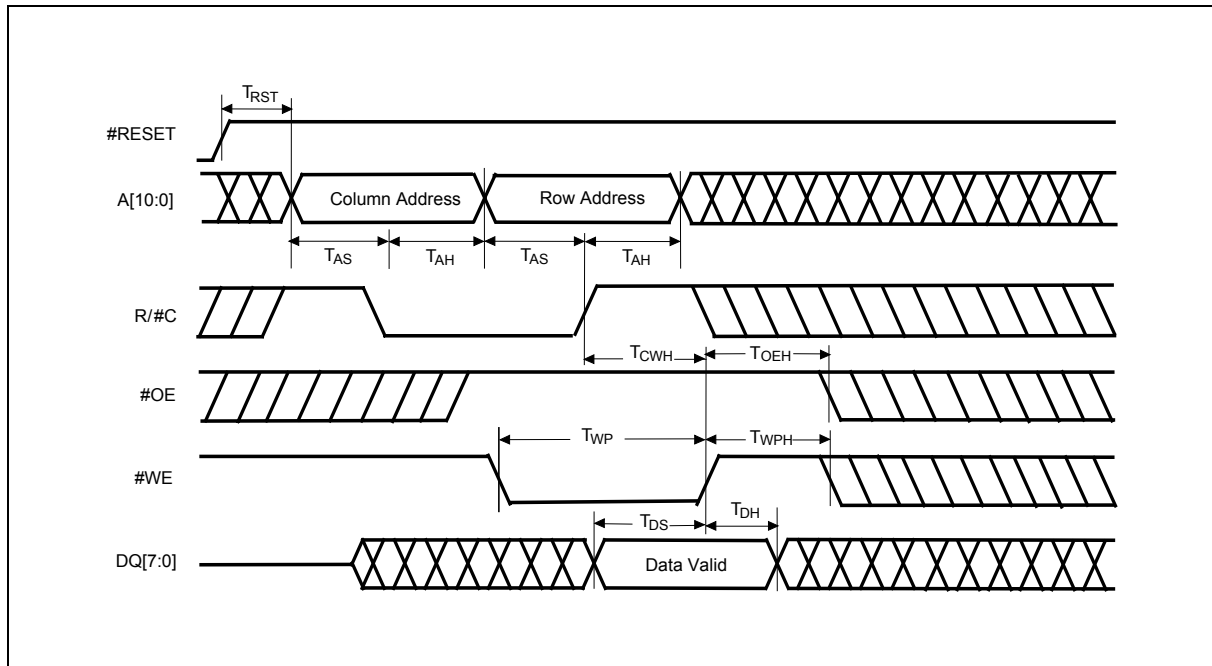 TRST
#RESET
A[10:0]
Column Address
Row Address
TAS
TAH
TAS
TAH
R/#C
TCWH
TOEH
#OE
TWP
TWPH
#WE
TDS
TDH
DQ[7:0]
Data Valid